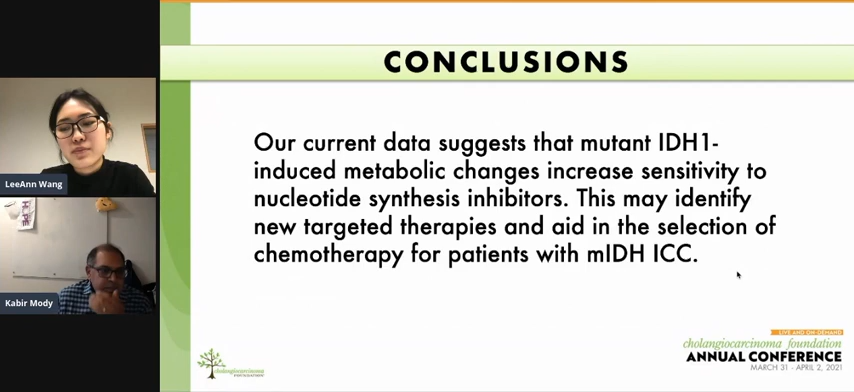 CONCLUSIONS
LeeAnn Wang
Kabir Mody
HOPE
Our current data suggests that mutant IDH1-
induced metabolic changes increase sensitivity to
nucleotide synthesis inhibitors. This may identify
new targeted therapies and aid in the selection of
chemotherapy for patients with mIDH ICC.
cholangiocarcinoma
LIVE AND ON-DEMAND
cholangiocarcinoma foundation
ANNUAL CONFERENCE
MARCH 31 - APRIL 2, 2021